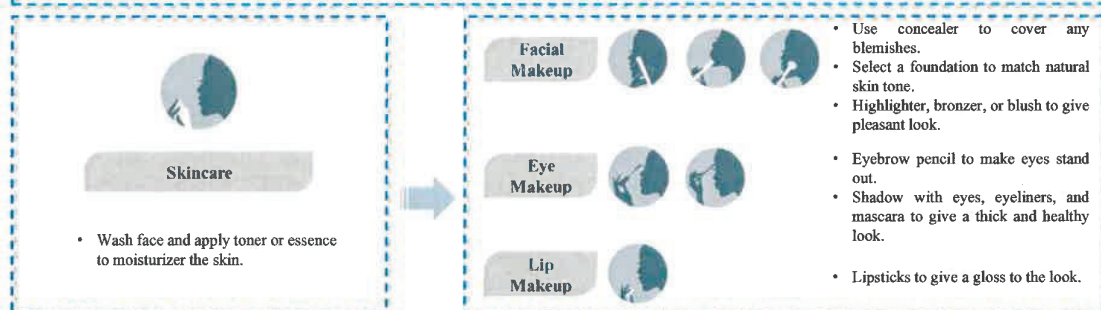 Skincare
• Wash face and apply toner or essence
to moisturizer the skin.
Facial
Makeup
• Use concealer to cover any
blemishes.
• Select a foundation to match natural
skin tone.
• Highlighter, bronzer, or blush to give
pleasant look.
Eye
Makeup
• Eyebrow pencil to make eyes stand
out.
• Shadow with eyes, eyeliners, and
mascara to give a thick and healthy
look.
Lip
Makeup
• Lipsticks to give a gloss to the look.